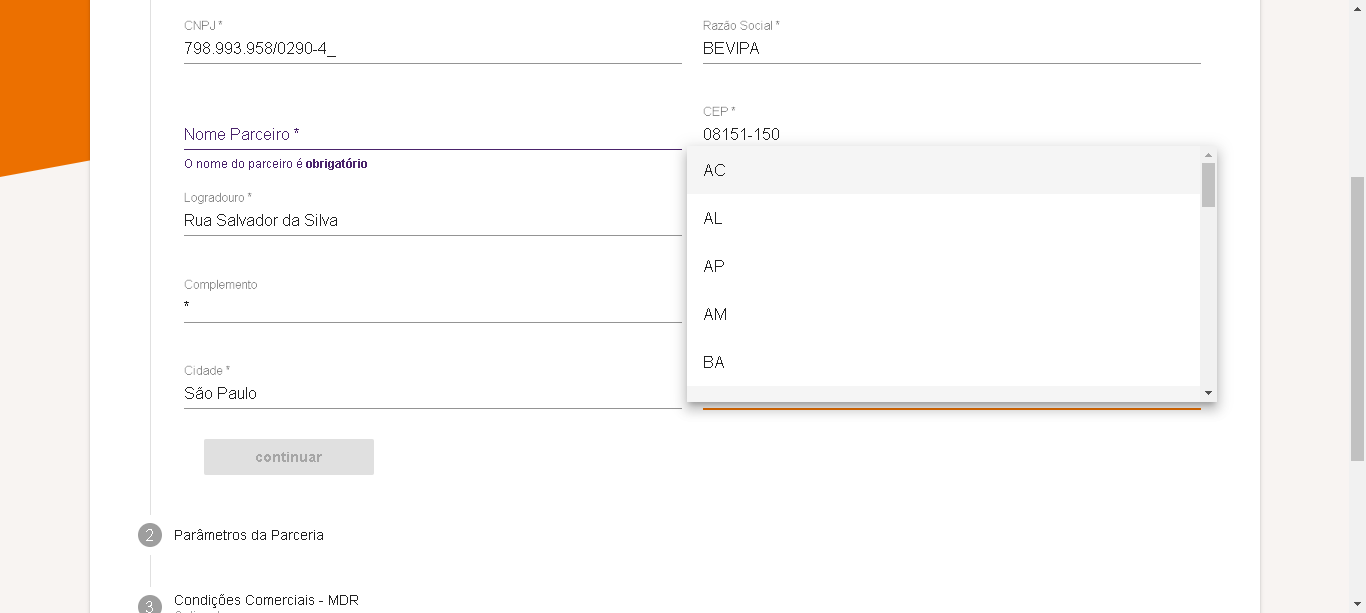 CNPJ *
798.993.958/0290-4_
Razão Social *
BEVIPA
Nome Parceiro *
O nome do parceiro é obrigatório
CEP *
08151-150
Logradouro *
Rua Salvador da Silva
Complemento
*
Cidade *
São Paulo
AC
AL
AP
AM
BA
continuar
2
Parâmetros da Parceria
3
Condições Comerciais - MDR